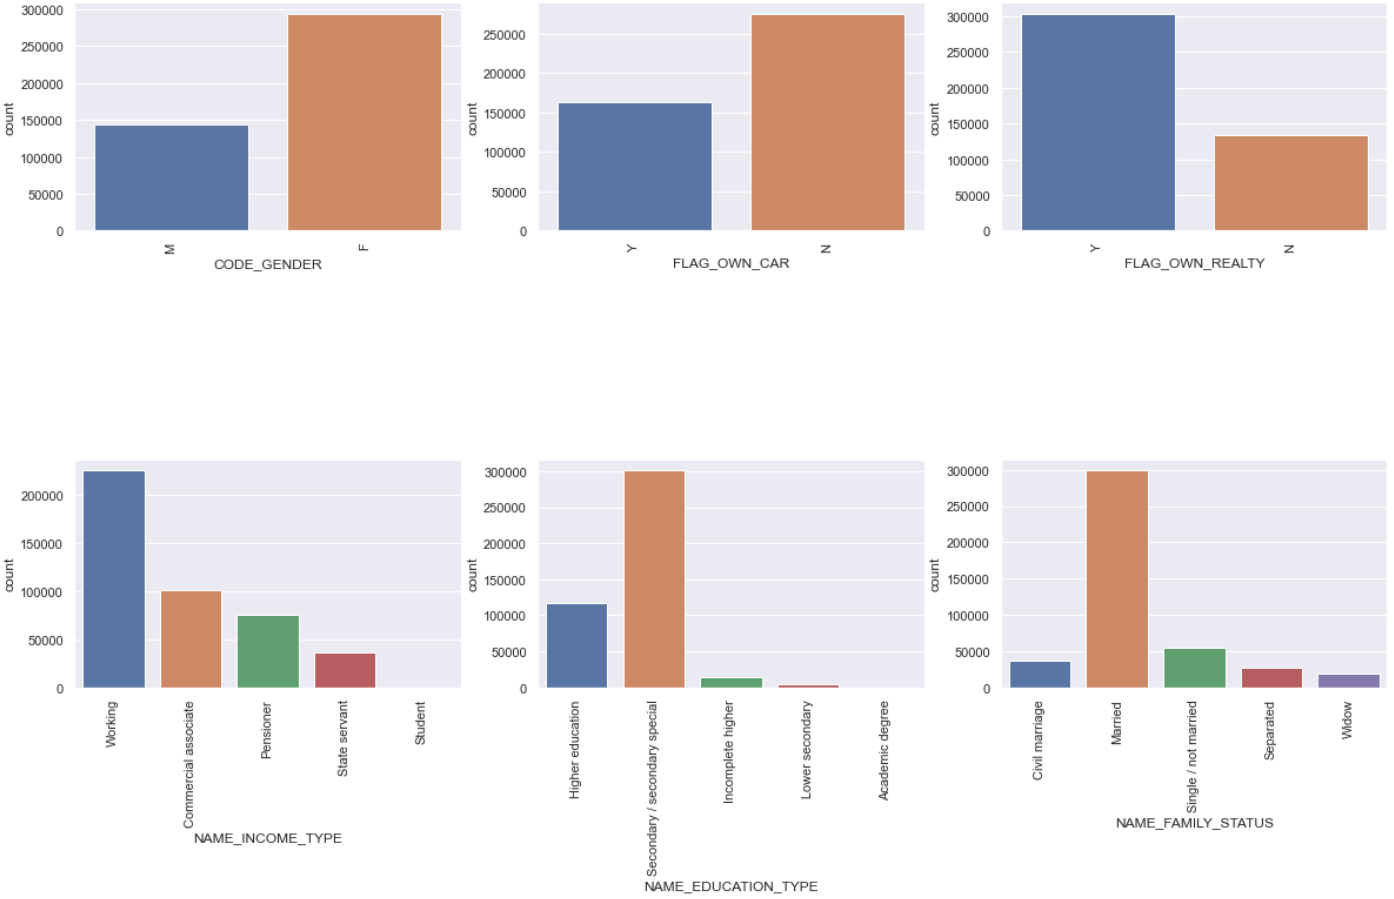 300000
250000
200000
150000
100000
50000
0
count
M
F
CODE_GENDER
250000
200000
150000
100000
50000
0
count
Y
N
FLAG_OWN_CAR
300000
250000
200000
150000
100000
50000
0
count
Y
N
FLAG_OWN_REALTY
200000
150000
100000
50000
0
count
Working
Commercial associate
Pensioner
State servant
Student
NAME_INCOME_TYPE
300000
250000
200000
150000
100000
50000
0
count
Higher education
Secondary / secondary special
Incomplete higher
Lower secondary
Academic degree
NAME_EDUCATION_TYPE
300000
250000
200000
150000
100000
50000
0
count
Civil marriage
Married
Single / not married
Separated
Widow
NAME_FAMILY_STATUS